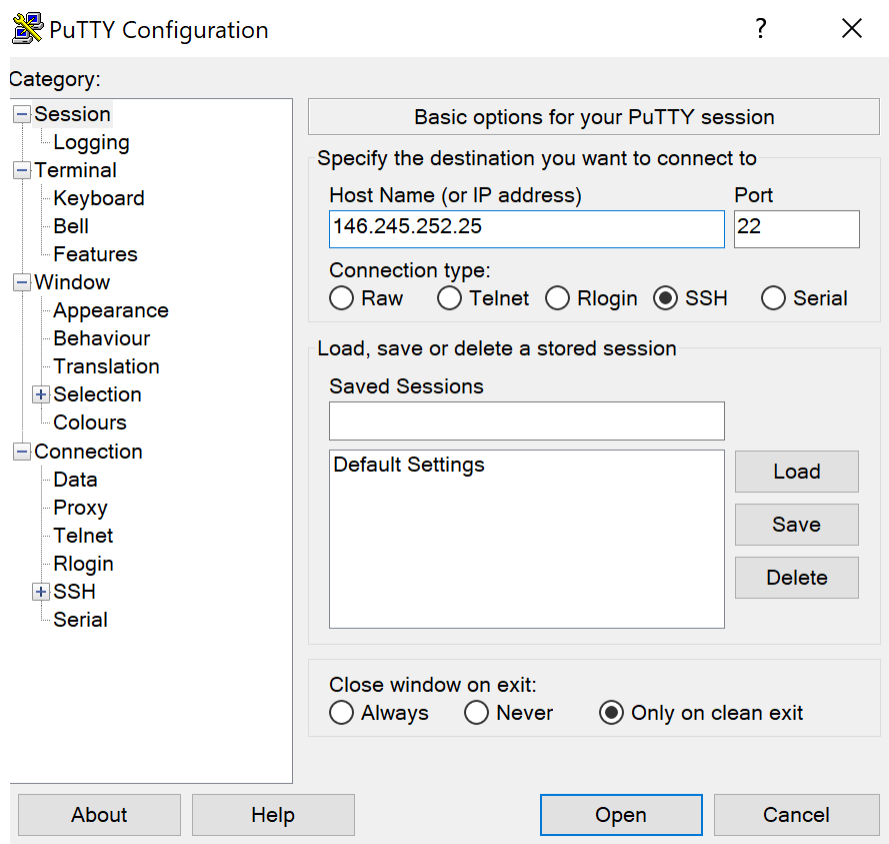 PuTTY Configuration
?
Category:
Session
Logging
Terminal
Keyboard
Bell
Features
Window
Appearance
Behaviour
Translation
Selection
Colours
Connection
Data
Proxy
Telnet
Rlogin
SSH
Serial
Basic options for your PuTTY session
Specify the destination you want to connect to
Host Name (or IP address) Port
146.245.252.25 22
Connection type:
Raw Telnet Rlogin SSH Serial
Load, save or delete a stored session
Saved Sessions
Default Settings
Load
Save
Delete
Close window on exit:
Always Never Only on clean exit
About Help Open Cancel